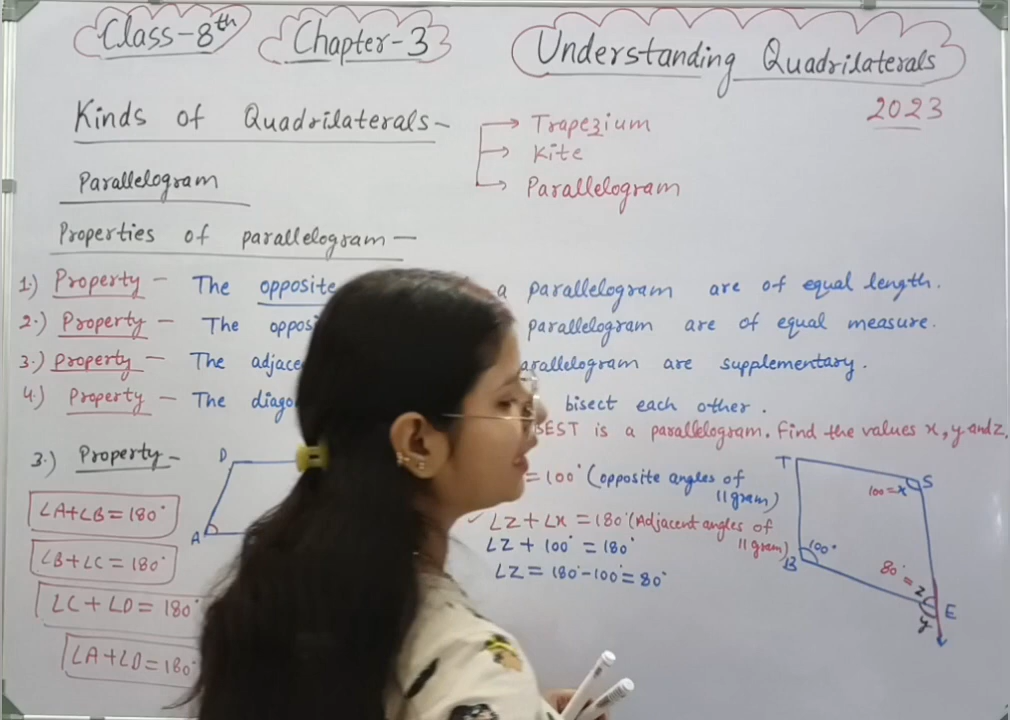 Class-8th Chapter-3 Understanding Quadrilaterals
2023
Kinds of Quadrilaterals-
Trapezium
Kite
Parallelogram
Parallelogram
Properties of parallelogram-
1.) Property - The opposite a parallelogram are of equal length.
2.) Property - The parallelogram are of equal measure.
3.) Property - The parallelogram are supplementary.
4.) Property - The bisect each other.
BEST is a parallelogram. Find the values x, y and z.
3.) Property-
∠A+∠B=180°
∠B+∠C=180°
∠C+∠D=180°
∠A+∠D=180°
D
A
=100° (opposite angles of
||gram)
∠z+∠x=180° (Adjacent angles of
||gram)
∠z+100°=180°
∠z=180°-100°=80°
T
100=x S
B 100°
80°=z E
y